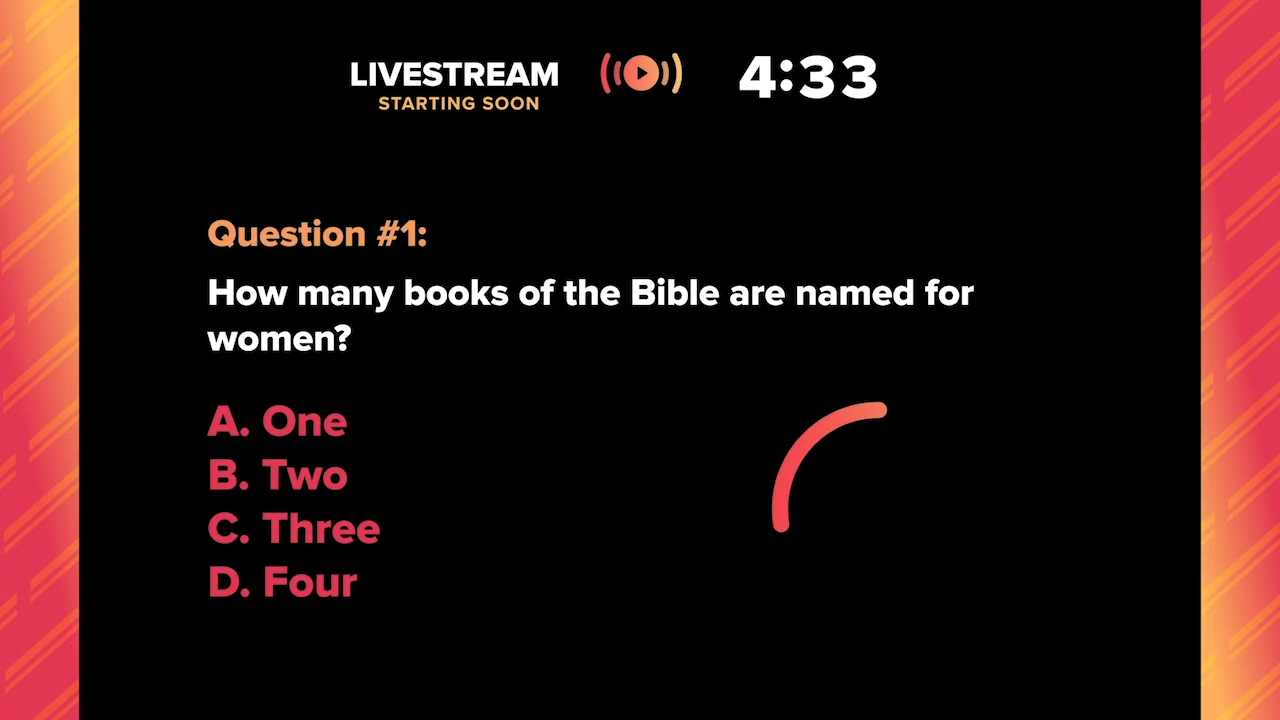 LIVESTREAM
STARTING SOON
4:33
Question #1:
How many books of the Bible are named for
women?
A. One
B. Two
C. Three
D. Four